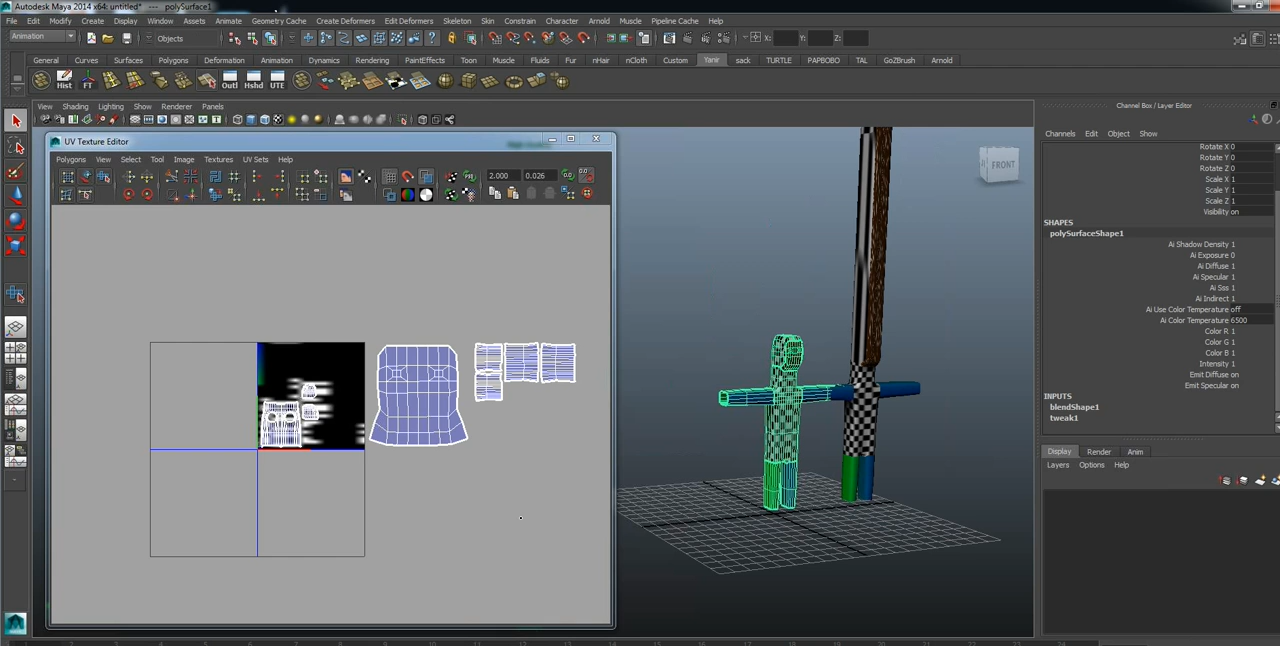 Autodesk Maya 2014 x64: untitled* --- polySurface1
File Edit Modify Create Display Window Assets Animate Geometry Cache Create Deformers Edit Deformers Skeleton Skin Constrain Character Arnold Muscle Pipeline Cache Help
Animation Objects X: Y: Z:
General Curves Surfaces Polygons Deformation Animation Dynamics Rendering PaintEffects Toon Muscle Fluids Fur nHair nCloth Custom Yanir sack TURTLE PAPBOBO TAL GoZBrush Arnold
Hist FT Outl Hshd UTE
View Shading Lighting Show Renderer Panels
Channel Box / Layer Editor
Channels Edit Object Show
UV Texture Editor
Polygons View Select Tool Image Textures UV Sets Help
2.000 0.026
FRONT
Rotate X 0
Rotate Y 0
Rotate Z 0
Scale X 1
Scale Y 1
Scale Z 1
Visibility on
SHAPES
polySurfaceShape1
Ai Shadow Density 1
Ai Exposure 0
Ai Diffuse 1
Ai Specular 1
Ai Sss 1
Ai Indirect 1
Ai Use Color Temperature off
Ai Color Temperature 6500
Color R 1
Color G 1
Color B 1
Intensity 1
Emit Diffuse on
Emit Specular on
INPUTS
blendShape1
tweak1
Display Render Anim
Layers Options Help